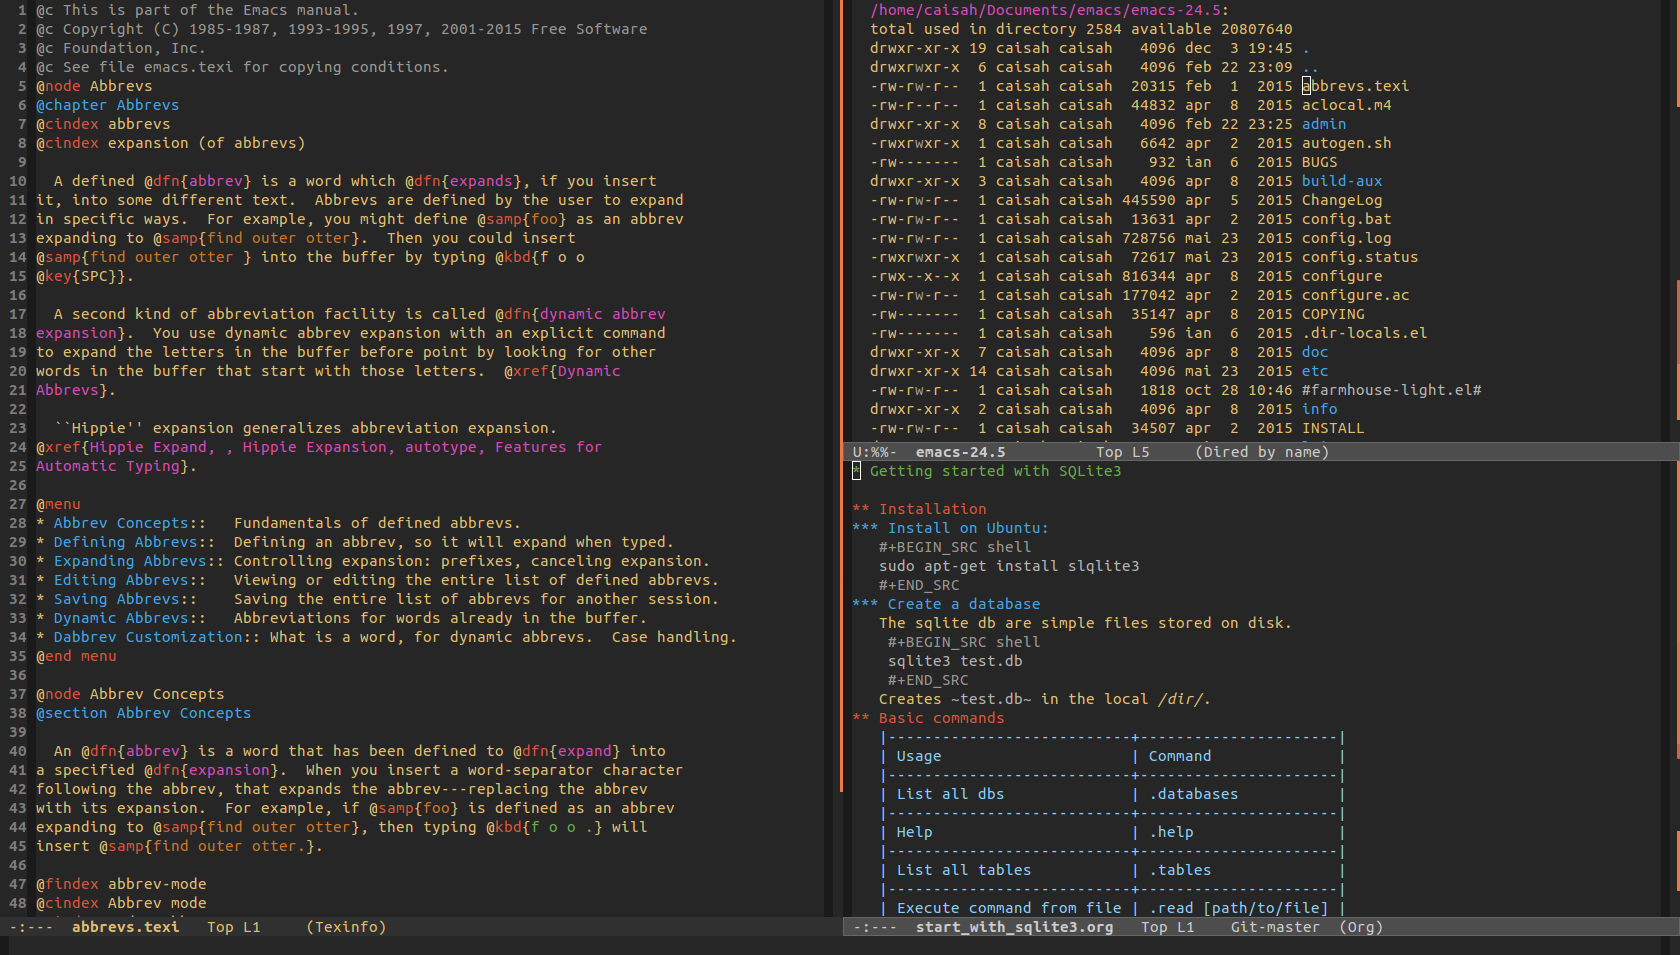 1 @c This is part of the Emacs manual.
2 @c Copyright (C) 1985-1987, 1993-1995, 1997, 2001-2015 Free Software
3 @c Foundation, Inc.
4 @c See file emacs.texi for copying conditions.
5 @node Abbrevs
6 @chapter Abbrevs
7 @cindex abbrevs
8 @cindex expansion (of abbrevs)
9
10   A defined @dfn{abbrev} is a word which @dfn{expands}, if you insert
11 it, into some different text.  Abbrevs are defined by the user to expand
12 in specific ways.  For example, you might define @samp{foo} as an abbrev
13 expanding to @samp{find outer otter}.  Then you could insert
14 @samp{find outer otter } into the buffer by typing @kbd{f o o
15 @key{SPC}}.
16
17   A second kind of abbreviation facility is called @dfn{dynamic abbrev
18 expansion}.  You use dynamic abbrev expansion with an explicit command
19 to expand the letters in the buffer before point by looking for other
20 words in the buffer that start with those letters.  @xref{Dynamic
21 Abbrevs}.
22
23   ``Hippie'' expansion generalizes abbreviation expansion.
24 @xref{Hippie Expand, , Hippie Expansion, autotype, Features for
25 Automatic Typing}.
26
27 @menu
28 * Abbrev Concepts::   Fundamentals of defined abbrevs.
29 * Defining Abbrevs::  Defining an abbrev, so it will expand when typed.
30 * Expanding Abbrevs:: Controlling expansion: prefixes, canceling expansion.
31 * Editing Abbrevs::   Viewing or editing the entire list of defined abbrevs.
32 * Saving Abbrevs::    Saving the entire list of abbrevs for another session.
33 * Dynamic Abbrevs::   Abbreviations for words already in the buffer.
34 * Dabbrev Customization:: What is a word, for dynamic abbrevs.  Case handling.
35 @end menu
36
37 @node Abbrev Concepts
38 @section Abbrev Concepts
39
40   An @dfn{abbrev} is a word that has been defined to @dfn{expand} into
41 a specified @dfn{expansion}.  When you insert a word-separator character
42 following the abbrev, that expands the abbrev---replacing the abbrev
43 with its expansion.  For example, if @samp{foo} is defined as an abbrev
44 expanding to @samp{find outer otter}, then typing @kbd{f o o .} will
45 insert @samp{find outer otter.}.
46
47 @findex abbrev-mode
48 @cindex Abbrev mode
-:---  abbrevs.texi   Top L1     (Texinfo)
/home/caisah/Documents/emacs/emacs-24.5:
total used in directory 2584 available 20807640
drwxr-xr-x 19 caisah caisah   4096 dec  3 19:45 .
drwxrwxr-x  6 caisah caisah   4096 feb 22 23:09 ..
-rw-rw-r--  1 caisah caisah  20315 feb  1  2015 abbrevs.texi
-rw-r--r--  1 caisah caisah  44832 apr  8  2015 aclocal.m4
drwxr-xr-x  8 caisah caisah   4096 feb 22 23:25 admin
-rwxrwxr-x  1 caisah caisah   6642 apr  2  2015 autogen.sh
-rw-------  1 caisah caisah    932 ian  6  2015 BUGS
drwxr-xr-x  3 caisah caisah   4096 apr  8  2015 build-aux
-rw-rw-r--  1 caisah caisah 445590 apr  5  2015 ChangeLog
-rw-rw-r--  1 caisah caisah  13631 apr  2  2015 config.bat
-rw-rw-r--  1 caisah caisah 728756 mai 23  2015 config.log
-rwxrwxr-x  1 caisah caisah  72617 mai 23  2015 config.status
-rwx--x--x  1 caisah caisah 816344 apr  8  2015 configure
-rw-rw-r--  1 caisah caisah 177042 apr  2  2015 configure.ac
-rw-------  1 caisah caisah  35147 apr  8  2015 COPYING
-rw-------  1 caisah caisah    596 ian  6  2015 .dir-locals.el
drwxr-xr-x  7 caisah caisah   4096 apr  8  2015 doc
drwxr-xr-x 14 caisah caisah   4096 mai 23  2015 etc
-rw-rw-r--  1 caisah caisah   1818 oct 28 10:46 #farmhouse-light.el#
drwxr-xr-x  2 caisah caisah   4096 apr  8  2015 info
-rw-rw-r--  1 caisah caisah  34507 apr  2  2015 INSTALL
U:%%-  emacs-24.5          Top L5     (Dired by name)
* Getting started with SQLite3
** Installation
*** Install on Ubuntu:
#+BEGIN_SRC shell
sudo apt-get install slqlite3
#+END_SRC
*** Create a database
The sqlite db are simple files stored on disk.
#+BEGIN_SRC shell
sqlite3 test.db
#+END_SRC
Creates ~test.db~ in the local /dir/.
** Basic commands
|---------------------------+----------------------|
| Usage                     | Command              |
|---------------------------+----------------------|
| List all dbs              | .databases           |
|---------------------------+----------------------|
| Help                      | .help                |
|---------------------------+----------------------|
| List all tables           | .tables              |
|---------------------------+----------------------|
| Execute command from file | .read [path/to/file] |
-:---  start_with_sqlite3.org   Top L1    Git-master  (Org)